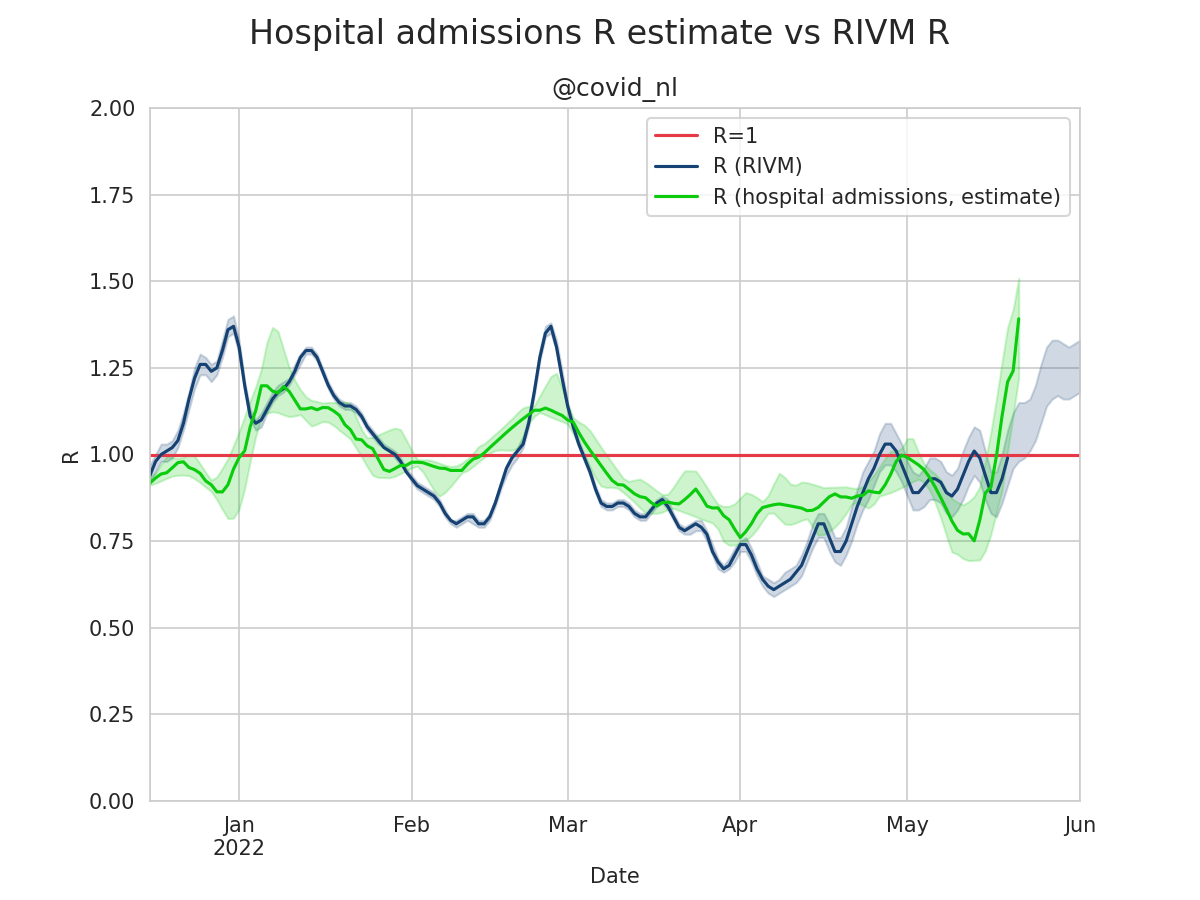 Hospital admissions R estimate vs RIVM R
@covid_nl
R=1
R (RIVM)
R (hospital admissions, estimate)
2.00
1.75
1.50
1.25
1.00
0.75
0.50
0.25
0.00
R
Jan
2022
Feb
Mar
Apr
May
Jun
Date